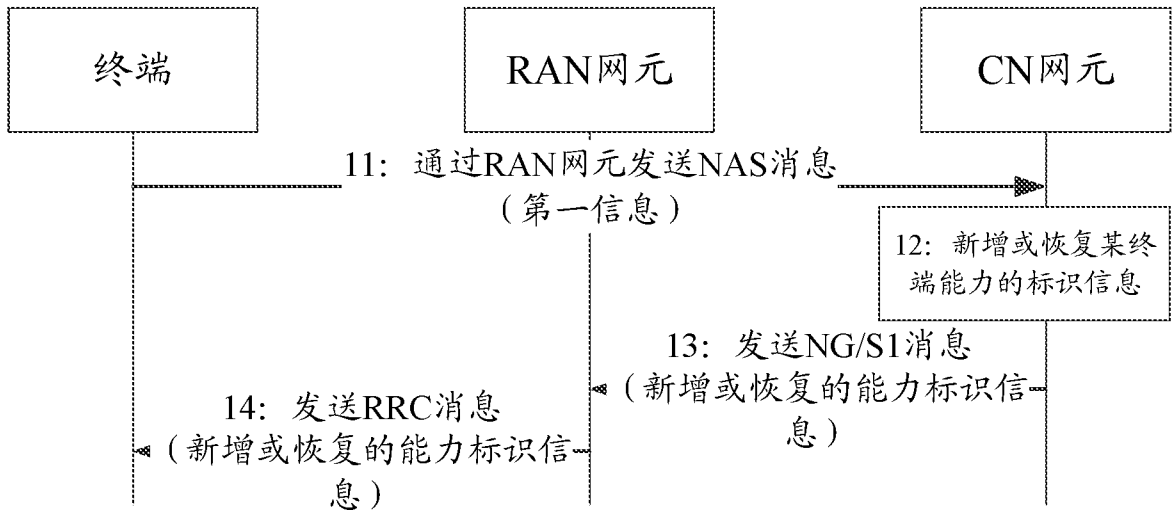 终端
RAN网元
CN网元
11：通过RAN网元发送NAS消息
（第一信息）
12：新增或恢复某终
端能力的标识信息
13：发送NG/S1消息
（新增或恢复的能力标识信
息）
14：发送RRC消息
（新增或恢复的能力标识信
息）